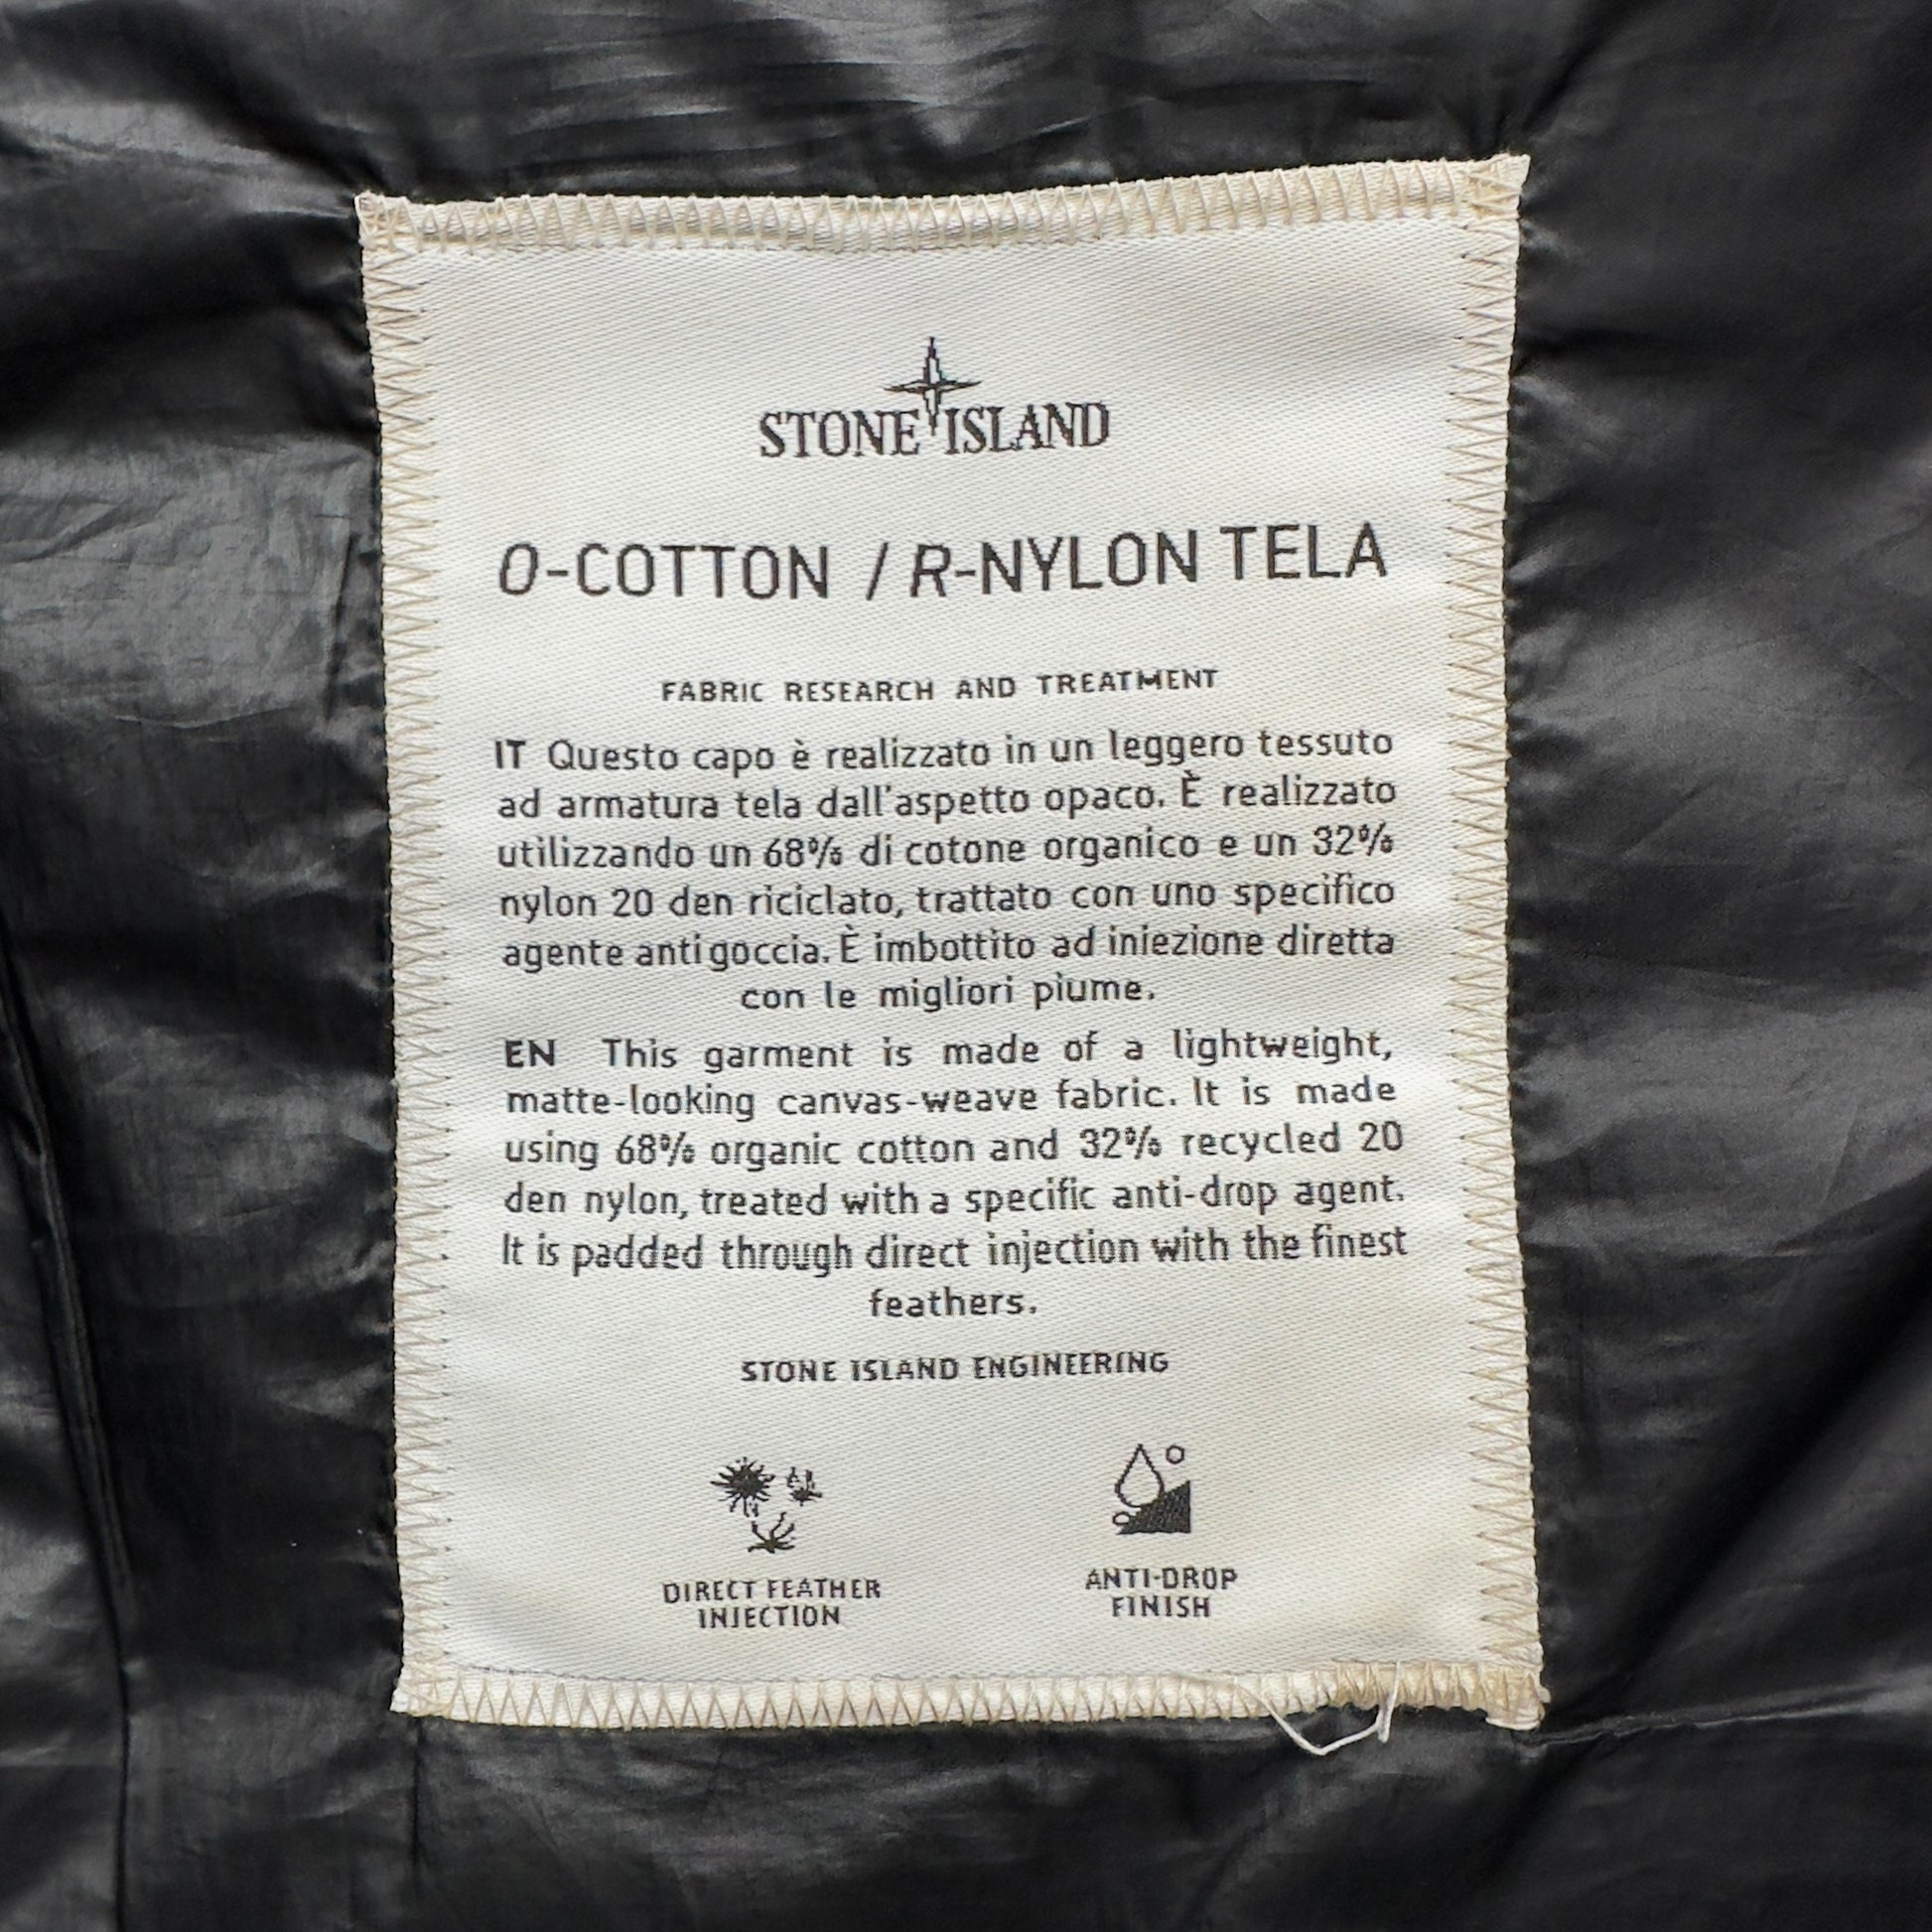 STONE ISLAND
O-COTTON / R-NYLON TELA
FABRIC RESEARCH AND TREATMENT
IT Questo capo è realizzato in un leggero tessuto
ad armatura tela dall'aspetto opaco. È realizzato
utilizzando un 68% di cotone organico e un 32%
nylon 20 den riciclato, trattato con uno specifico
agente antigoccia. È imbottito ad iniezione diretta
con le migliori piume.
EN This garment is made of a lightweight,
matte-looking canvas-weave fabric. It is made
using 68% organic cotton and 32% recycled 20
den nylon, treated with a specific anti-drop agent.
It is padded through direct injection with the finest
feathers.
STONE ISLAND ENGINEERING
DIRECT FEATHER
INJECTION
ANTI-DROP
FINISH